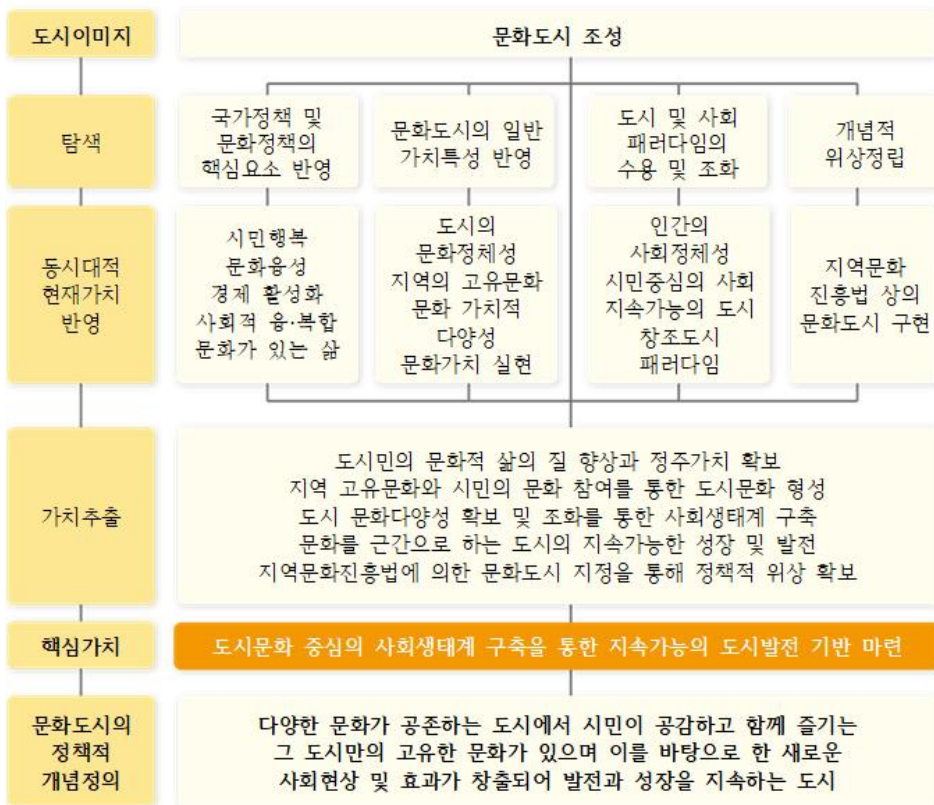 도시이미지
문화도시 조성
탐색
국가정책 및
문화정책의
핵심요소 반영
문화도시의 일반
가치특성 반영
도시 및 사회
패러다임의
수용 및 조화
개념적
위상정립
동시대적
현재가치
반영
시민행복
문화융성
경제 활성화
사회적 융·복합
문화가 있는 삶
도시의
문화정체성
지역의 고유문화
문화 가치적
다양성
문화가치 실현
인간의
사회정체성
시민중심의 사회
지속가능의 도시
창조도시
패러다임
지역문화
진흥법 상의
문화도시 구현
가치추출
도시민의 문화적 삶의 질 향상과 정주가치 확보
지역 고유문화와 시민의 문화 참여를 통한 도시문화 형성
도시 문화다양성 확보 및 조화를 통한 사회생태계 구축
문화를 근간으로 하는 도시의 지속가능한 성장 및 발전
지역문화진흥법에 의한 문화도시 지정을 통해 정책적 위상 확보
핵심가치
도시문화 중심의 사회생태계 구축을 통한 지속가능의 도시발전 기반 마련
문화도시의
정책적
개념정의
다양한 문화가 공존하는 도시에서 시민이 공감하고 함께 즐기는
그 도시만의 고유한 문화가 있으며 이를 바탕으로 한 새로운
사회현상 및 효과가 창출되어 발전과 성장을 지속하는 도시